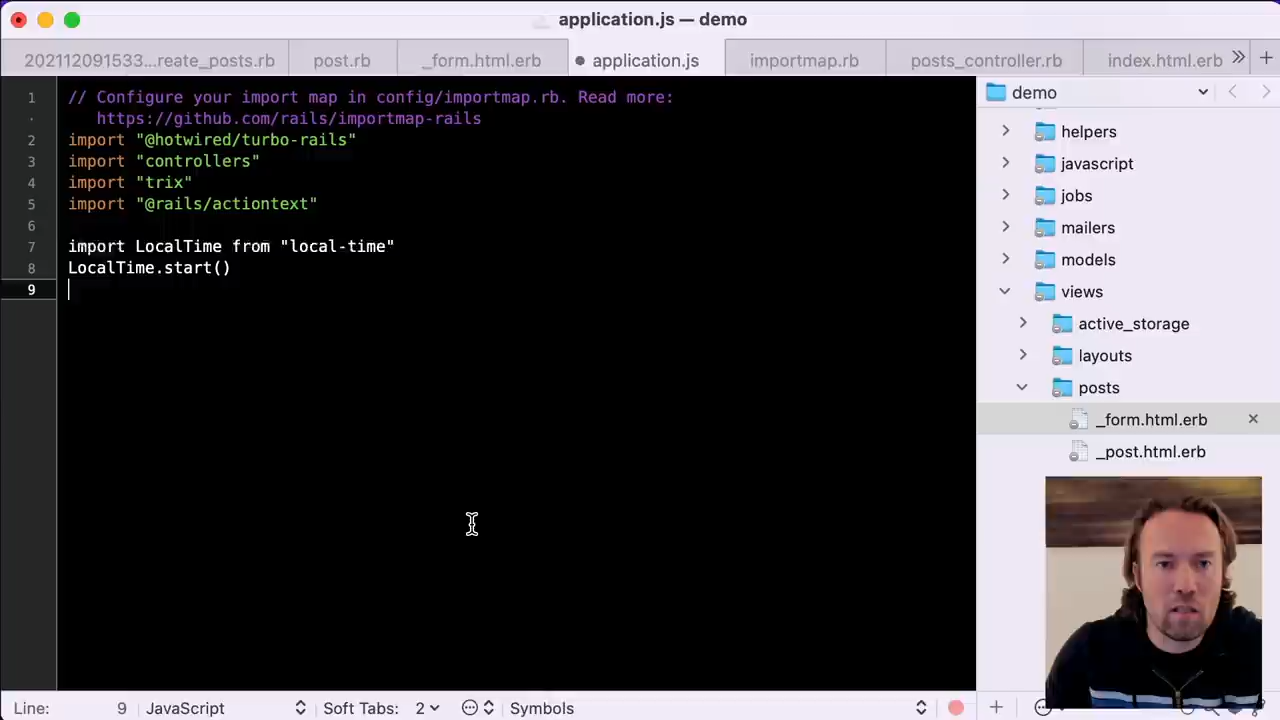 application.js — demo
202112091533...reate_posts.rb
post.rb
_form.html.erb
application.js
importmap.rb
posts_controller.rb
index.html.erb
1 // Configure your import map in config/importmap.rb. Read more:
· https://github.com/rails/importmap-rails
2 import "@hotwired/turbo-rails"
3 import "controllers"
4 import "trix"
5 import "@rails/actiontext"
6
7 import LocalTime from "local-time"
8 LocalTime.start()
9
demo
helpers
javascript
jobs
mailers
models
views
active_storage
layouts
posts
_form.html.erb
_post.html.erb
Line: 9 JavaScript Soft Tabs: 2 Symbols